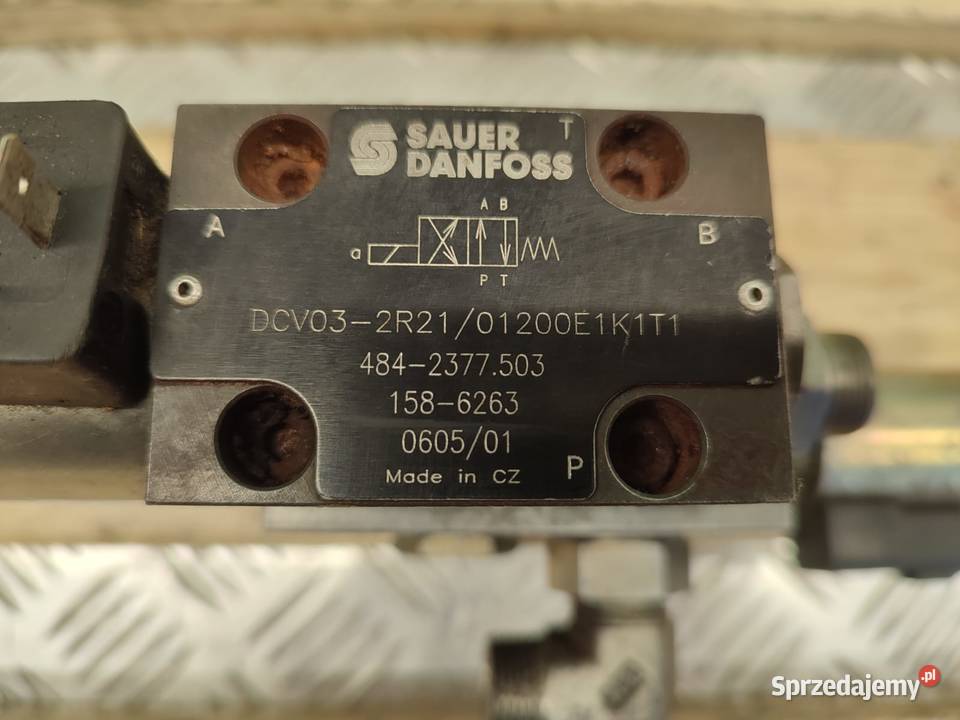 SAUER
DANFOSS
T
A B
A
B
a
P T
DCV03-2R21/01200E1K1T1
484-2377.503
158-6263
0605/01
Made in CZ
P
Sprzedajemy.pl